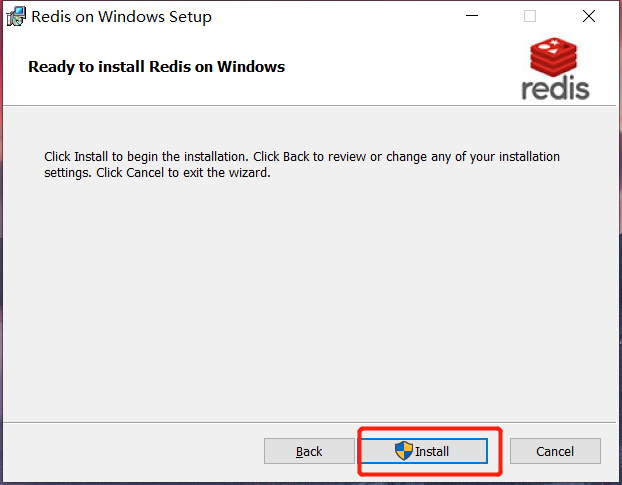 Redis on Windows Setup
Ready to install Redis on Windows
redis
Click Install to begin the installation. Click Back to review or change any of your installation
settings. Click Cancel to exit the wizard.
Back
Install
Cancel